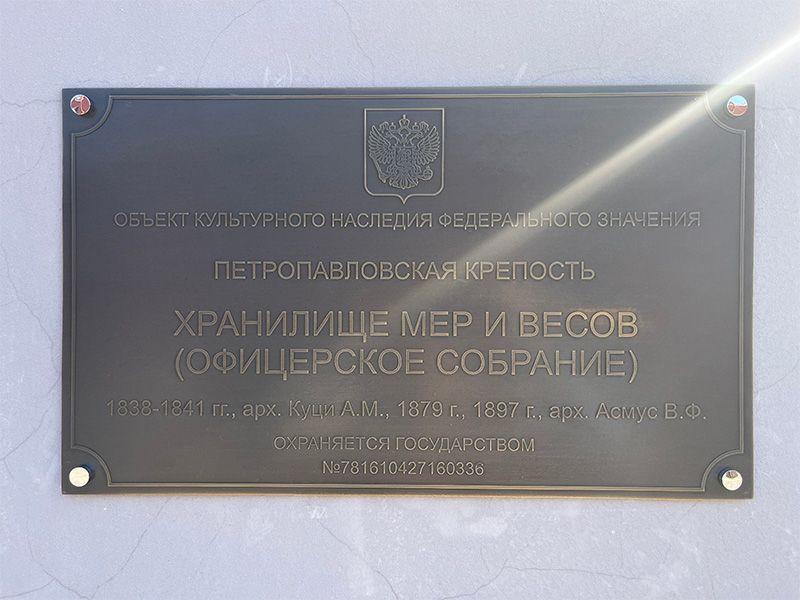 ОБЪЕКТ КУЛЬТУРНОГО НАСЛЕДИЯ ФЕДЕРАЛЬНОГО ЗНАЧЕНИЯ
ПЕТРОПАВЛОВСКАЯ КРЕПОСТЬ
ХРАНИЛИЩЕ МЕР И ВЕСОВ
(ОФИЦЕРСКОЕ СОБРАНИЕ)
1838-1841 гг., арх. Куци А.М., 1879 г., 1897 г., арх. Асмус В.Ф.
ОХРАНЯЕТСЯ ГОСУДАРСТВОМ
№781610427160336